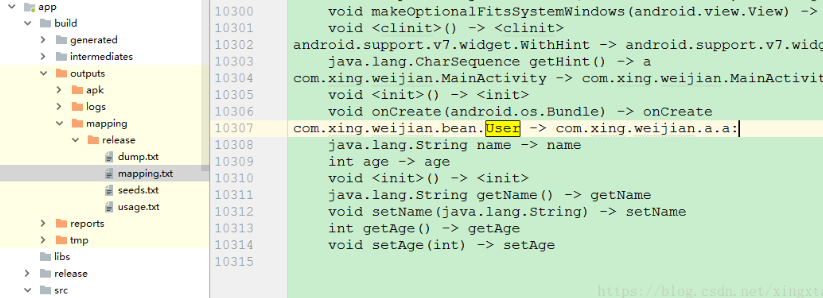 app
build
generated
intermediates
outputs
apk
logs
mapping
release
dump.txt
mapping.txt
seeds.txt
usage.txt
reports
tmp
libs
release
src
10300 void makeOptionalFitsSystemWindows(android.view.View) ->
10301 void <clinit>() -> <clinit>
10302 android.support.v7.widget.WithHint -> android.support.v7.widg
10303 java.lang.CharSequence getHint() -> a
10304 com.xing.weijian.MainActivity -> com.xing.weijian.MainActivit
10305 void <init>() -> <init>
10306 void onCreate(android.os.Bundle) -> onCreate
10307 com.xing.weijian.bean.User -> com.xing.weijian.a.a:
10308 java.lang.String name -> name
10309 int age -> age
10310 void <init>() -> <init>
10311 java.lang.String getName() -> getName
10312 void setName(java.lang.String) -> setName
10313 int getAge() -> getAge
10314 void setAge(int) -> setAge
10315
https://blog.csdn.net/xingxta